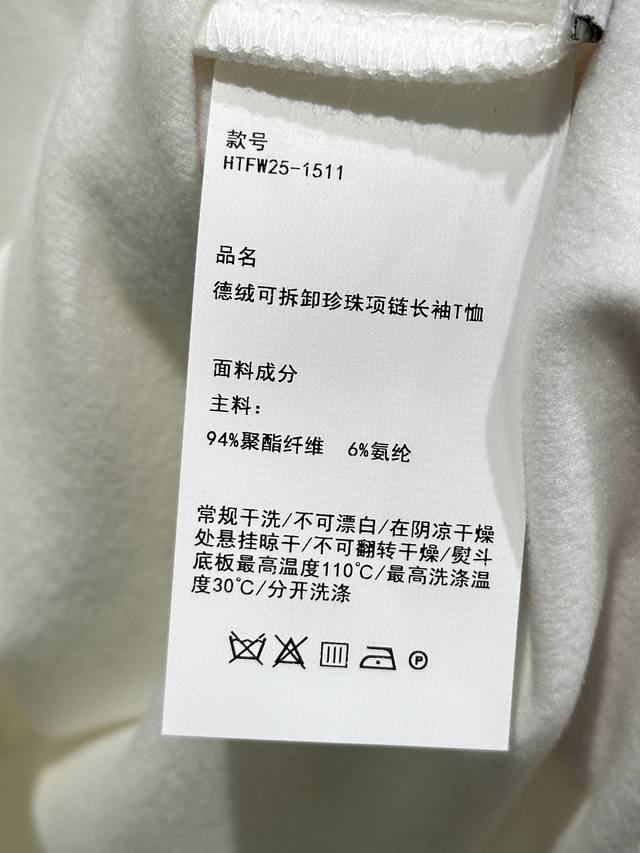 款号
HTFW25-1511
品名
德绒可拆卸珍珠项链长袖T恤
面料成分
主料：
94%聚酯纤维 6%氨纶
常规干洗/不可漂白/在阴凉干燥
处悬挂晾干/不可翻转干燥/熨斗
底板最高温度110℃/最高洗涤温
度30℃/分开洗涤
P